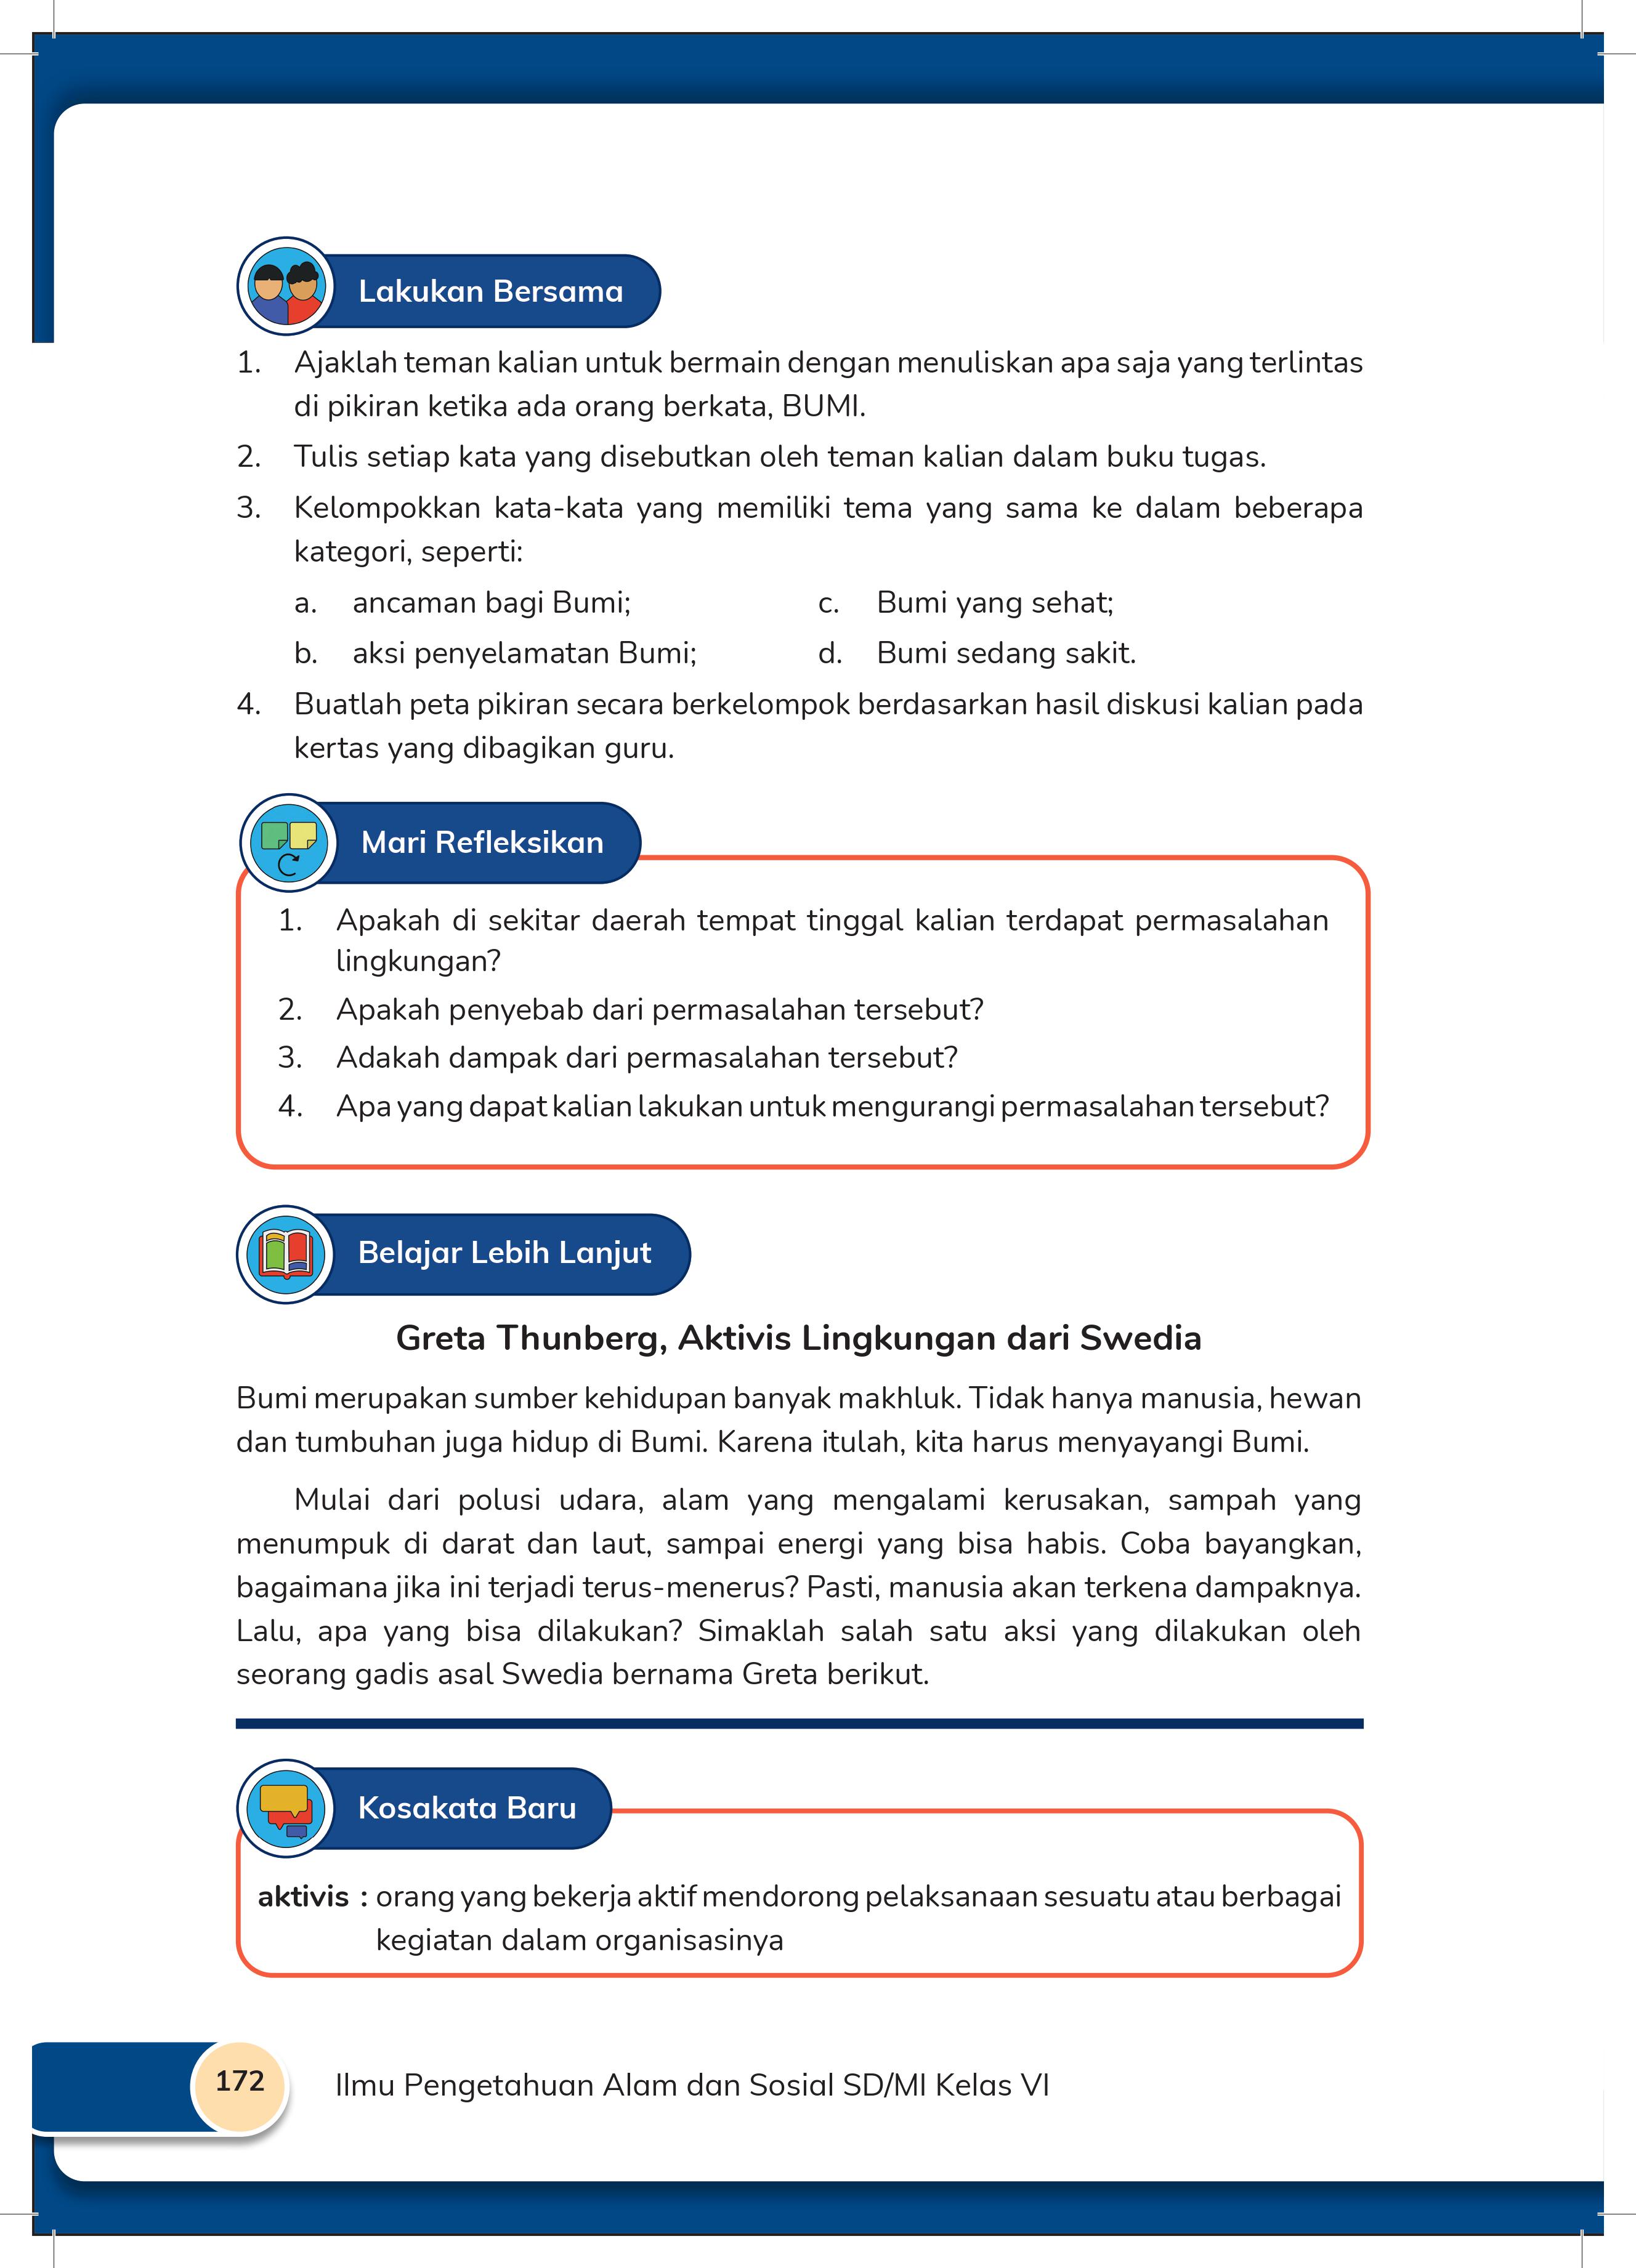 Lakukan Bersama
1. Ajaklah teman kalian untuk bermain dengan menuliskan apa saja yang terlintas
di pikiran ketika ada orang berkata, BUMI.
2. Tulis setiap kata yang disebutkan oleh teman kalian dalam buku tugas.
3. Kelompokkan kata-kata yang memiliki tema yang sama ke dalam beberapa
kategori, seperti:
a. ancaman bagi Bumi;
b. aksi penyelamatan Bumi;
c. Bumi yang sehat;
d. Bumi sedang sakit.
4. Buatlah peta pikiran secara berkelompok berdasarkan hasil diskusi kalian pada
kertas yang dibagikan guru.
Mari Refleksikan
1. Apakah di sekitar daerah tempat tinggal kalian terdapat permasalahan
lingkungan?
2. Apakah penyebab dari permasalahan tersebut?
3. Adakah dampak dari permasalahan tersebut?
4. Apa yang dapat kalian lakukan untuk mengurangi permasalahan tersebut?
Belajar Lebih Lanjut
Greta Thunberg, Aktivis Lingkungan dari Swedia
Bumi merupakan sumber kehidupan banyak makhluk. Tidak hanya manusia, hewan
dan tumbuhan juga hidup di Bumi. Karena itulah, kita harus menyayangi Bumi.
Mulai dari polusi udara, alam yang mengalami kerusakan, sampah yang
menumpuk di darat dan laut, sampai energi yang bisa habis. Coba bayangkan,
bagaimana jika ini terjadi terus-menerus? Pasti, manusia akan terkena dampaknya.
Lalu, apa yang bisa dilakukan? Simaklah salah satu aksi yang dilakukan oleh
seorang gadis asal Swedia bernama Greta berikut.
Kosakata Baru
aktivis : orang yang bekerja aktif mendorong pelaksanaan sesuatu atau berbagai
kegiatan dalam organisasinya
172
Ilmu Pengetahuan Alam dan Sosial SD/MI Kelas VI